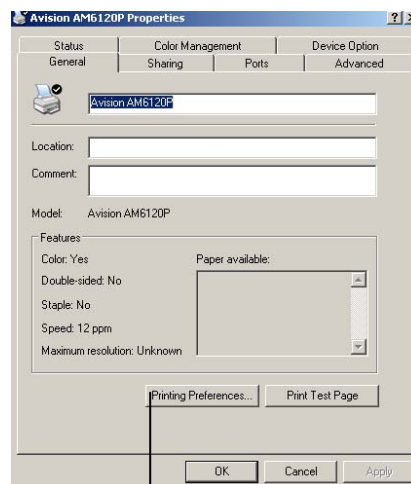 Avision AM6120P Properties
Status Color Management Device Option
General Sharing Ports Advanced
Avision AM6120P
Location:
Comment:
Model: Avision AM6120P
Features
Color: Yes Paper available:
Double-sided: No
Staple: No
Speed: 12 ppm
Maximum resolution: Unknown
Printing Preferences... Print Test Page
OK Cancel Apply